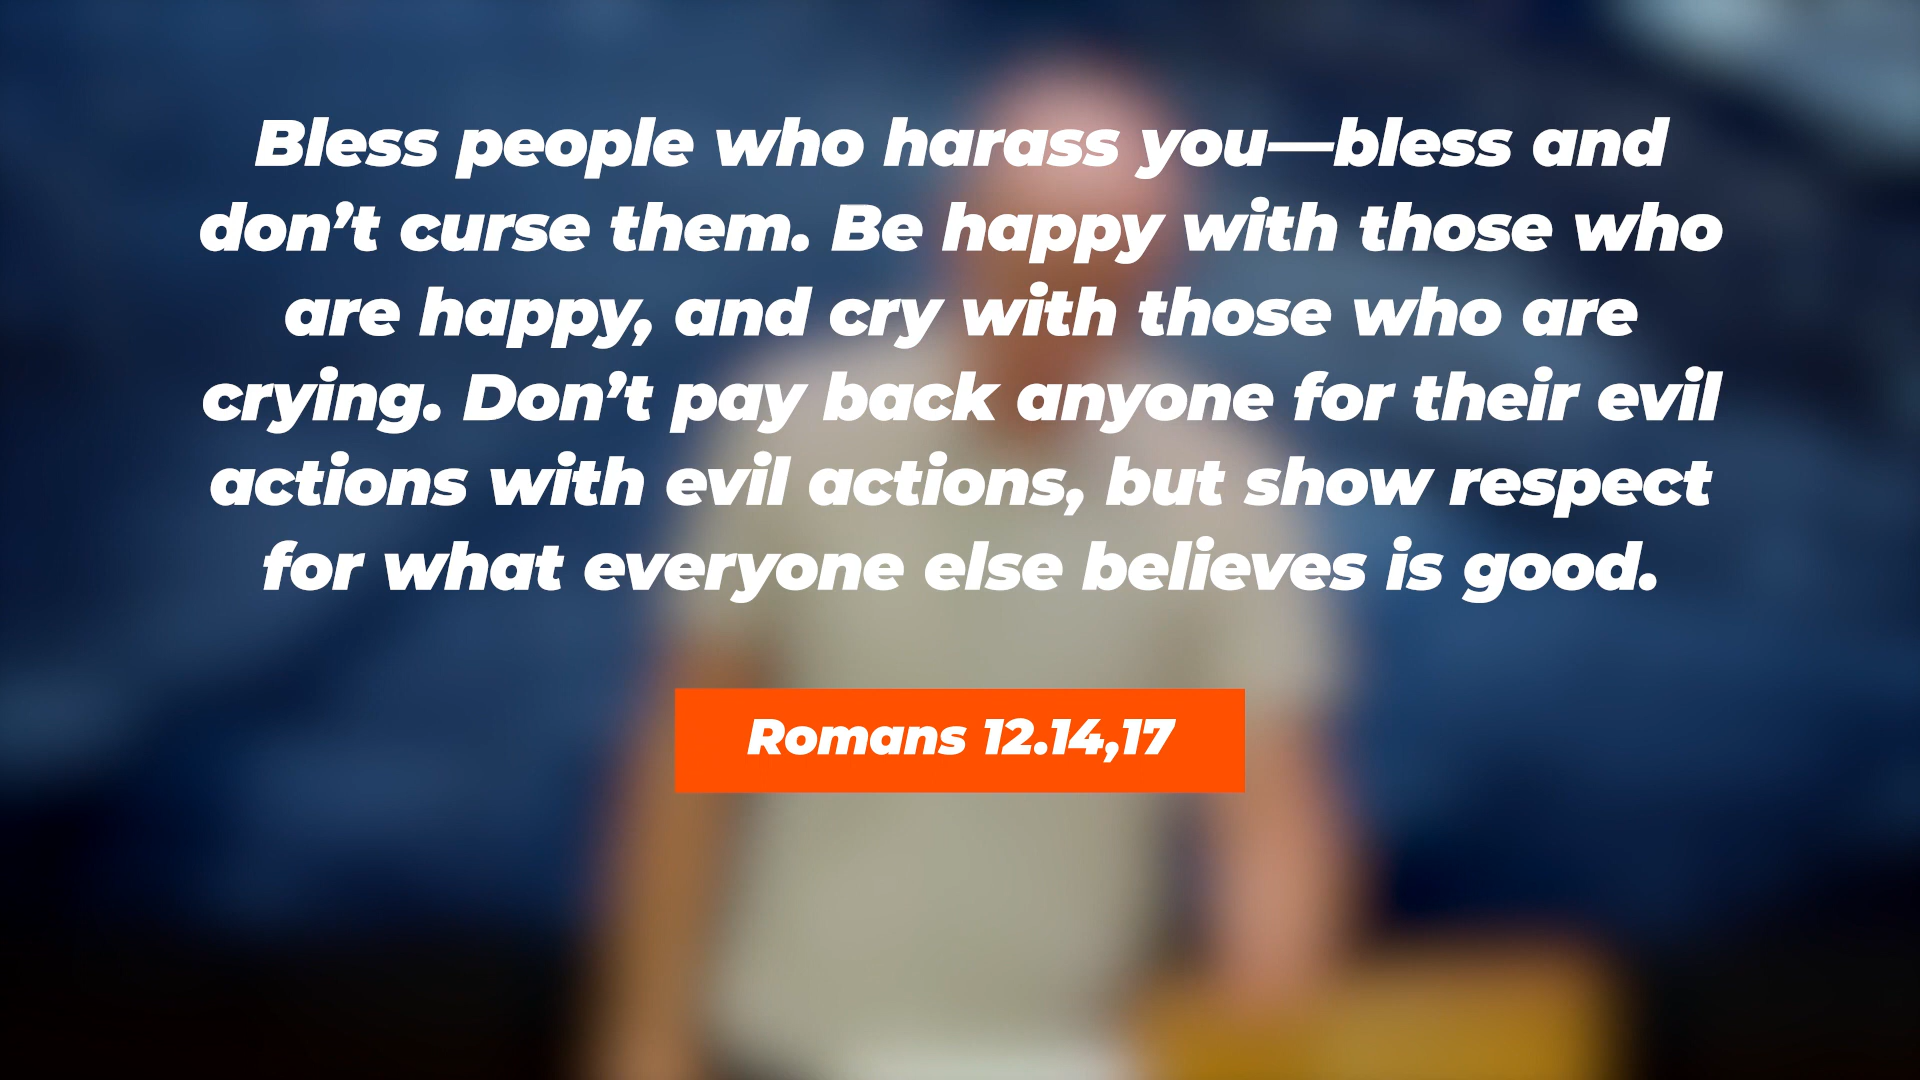 Bless people who harass you—bless and
don’t curse them. Be happy with those who
are happy, and cry with those who are
crying. Don’t pay back anyone for their evil
actions with evil actions, but show respect
for what everyone else believes is good.
Romans 12.14,17